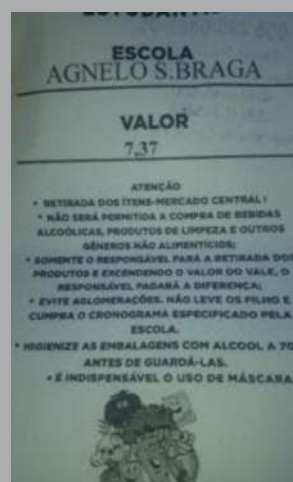 ESCOLA
AGNELO S.BRAGA
VALOR
7,37
ATENÇÃO
• RETIRADA DOS ÍTENS-MERCADO CENTRAL!
• NÃO SERÁ PERMITIDA A COMPRA DE BEBIDAS
ALCOÓLICAS, PRODUTOS DE LIMPEZA E OUTROS
GÊNEROS NÃO ALIMENTÍCIOS;
• SOMENTE O RESPONSÁVEL PARÁ A RETIRADA DOS
PRODUTOS E EXCENDENDO O VALOR DO VALE, O
RESPONSÁVEL PAGARÁ A DIFERENÇA;
• EVITE AGLOMERAÇÕES. NÃO LEVE OS FILHO E
CUMPRA O CRONOGRAMA ESPECIFICADO PELA
ESCOLA.
• HIGIENIZE AS EMBALAGENS COM ALCOOL A 70
ANTES DE GUARDÁ-LAS.
• É INDISPENSÁVEL O USO DE MÁSCARA